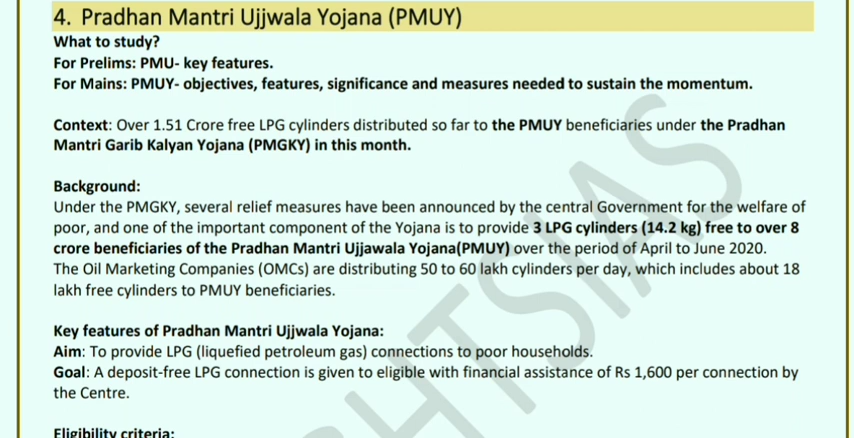 4. Pradhan Mantri Ujjwala Yojana (PMUY)
What to study?
For Prelims: PMU- key features.
For Mains: PMUY- objectives, features, significance and measures needed to sustain the momentum.
Context: Over 1.51 Crore free LPG cylinders distributed so far to the PMUY beneficiaries under the Pradhan
Mantri Garib Kalyan Yojana (PMGKY) in this month.
Background:
Under the PMGKY, several relief measures have been announced by the central Government for the welfare of
poor, and one of the important component of the Yojana is to provide 3 LPG cylinders (14.2 kg) free to over 8
crore beneficiaries of the Pradhan Mantri Ujjawala Yojana(PMUY) over the period of April to June 2020.
The Oil Marketing Companies (OMCs) are distributing 50 to 60 lakh cylinders per day, which includes about 18
lakh free cylinders to PMUY beneficiaries.
Key features of Pradhan Mantri Ujjwala Yojana:
Aim: To provide LPG (liquefied petroleum gas) connections to poor households.
Goal: A deposit-free LPG connection is given to eligible with financial assistance of Rs 1,600 per connection by
the Centre.
Eligibility criteria:
HTSIAS